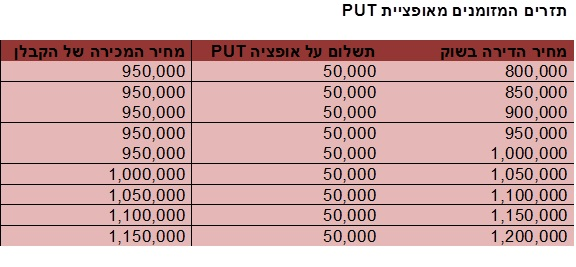 תזרים המזומנים מאופציית PUT
מחיר הדירה בשוק תשלום על אופציה PUT מחיר המכירה של הקבלן
800,000 50,000 950,000
850,000 50,000 950,000
900,000 50,000 950,000
950,000 50,000 950,000
1,000,000 50,000 950,000
1,050,000 50,000 1,000,000
1,100,000 50,000 1,050,000
1,150,000 50,000 1,100,000
1,200,000 50,000 1,150,000